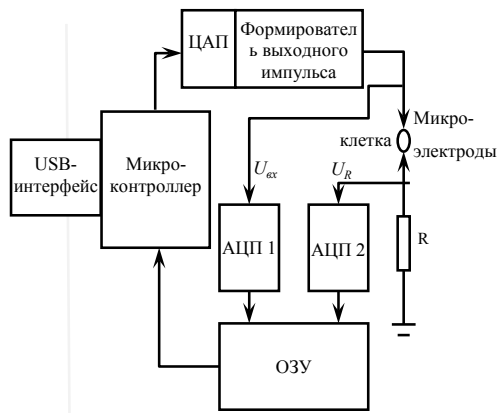 ЦАП
Формировател
ь выходного
импульса
Микро-
клетка
электроды
USB-
интерфейс
Микро-
контроллер
Uвх
UR
АЦП 1
АЦП 2
R
ОЗУ